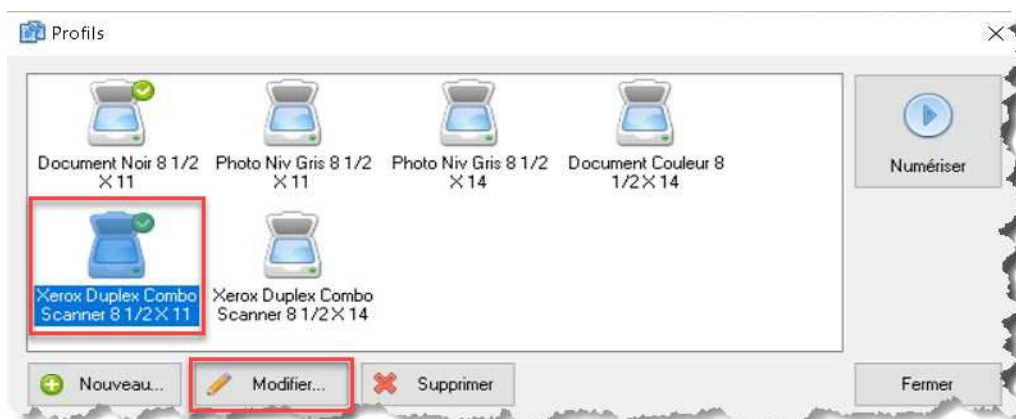 Profils
Document Noir 8 1/2 X 11
Photo Niv Gris 8 1/2 X 11
Photo Niv Gris 8 1/2 X 14
Document Couleur 8 1/2 X 14
Numériser
Xerox Duplex Combo Scanner 8 1/2 X 11
Xerox Duplex Combo Scanner 8 1/2 X 14
Nouveau...
Modifier...
Supprimer
Fermer